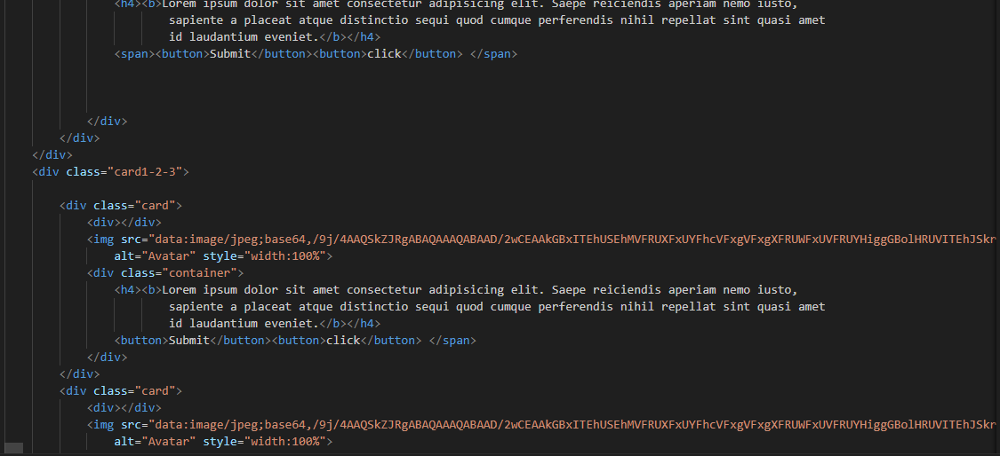 <h4><b>Lorem ipsum dolor sit amet consectetur adipisicing elit. Saepe reiciendis aperiam nemo iusto,
sapiente a placeat atque distinctio sequi quod cumque perferendis nihil repellat sint quasi amet
id laudantium eveniet.</b></h4>
<span><button>Submit</button><button>click</button> </span>
</div>
</div>
</div>
<div class="card1-2-3">
<div class="card">
<div></div>
<img src="data:image/jpeg;base64,/9j/4AAQSkZJRgABAQAAAQABAAD/2wCEAAkGBxITEhUSEhMVFRUXFxUYFhcVFxgVFxgXFRUWFxUVFRUYHiggGBolHRUVITEhJSkr
alt="Avatar" style="width:100%">
<div class="container">
<h4><b>Lorem ipsum dolor sit amet consectetur adipisicing elit. Saepe reiciendis aperiam nemo iusto,
sapiente a placeat atque distinctio sequi quod cumque perferendis nihil repellat sint quasi amet
id laudantium eveniet.</b></h4>
<button>Submit</button><button>click</button> </span>
</div>
</div>
<div class="card">
<div></div>
<img src="data:image/jpeg;base64,/9j/4AAQSkZJRgABAQAAAQABAAD/2wCEAAkGBxITEhUSEhMVFRUXFxUYFhcVFxgVFxgXFRUWFxUVFRUYHiggGBolHRUVITEhJSkr
alt="Avatar" style="width:100%">